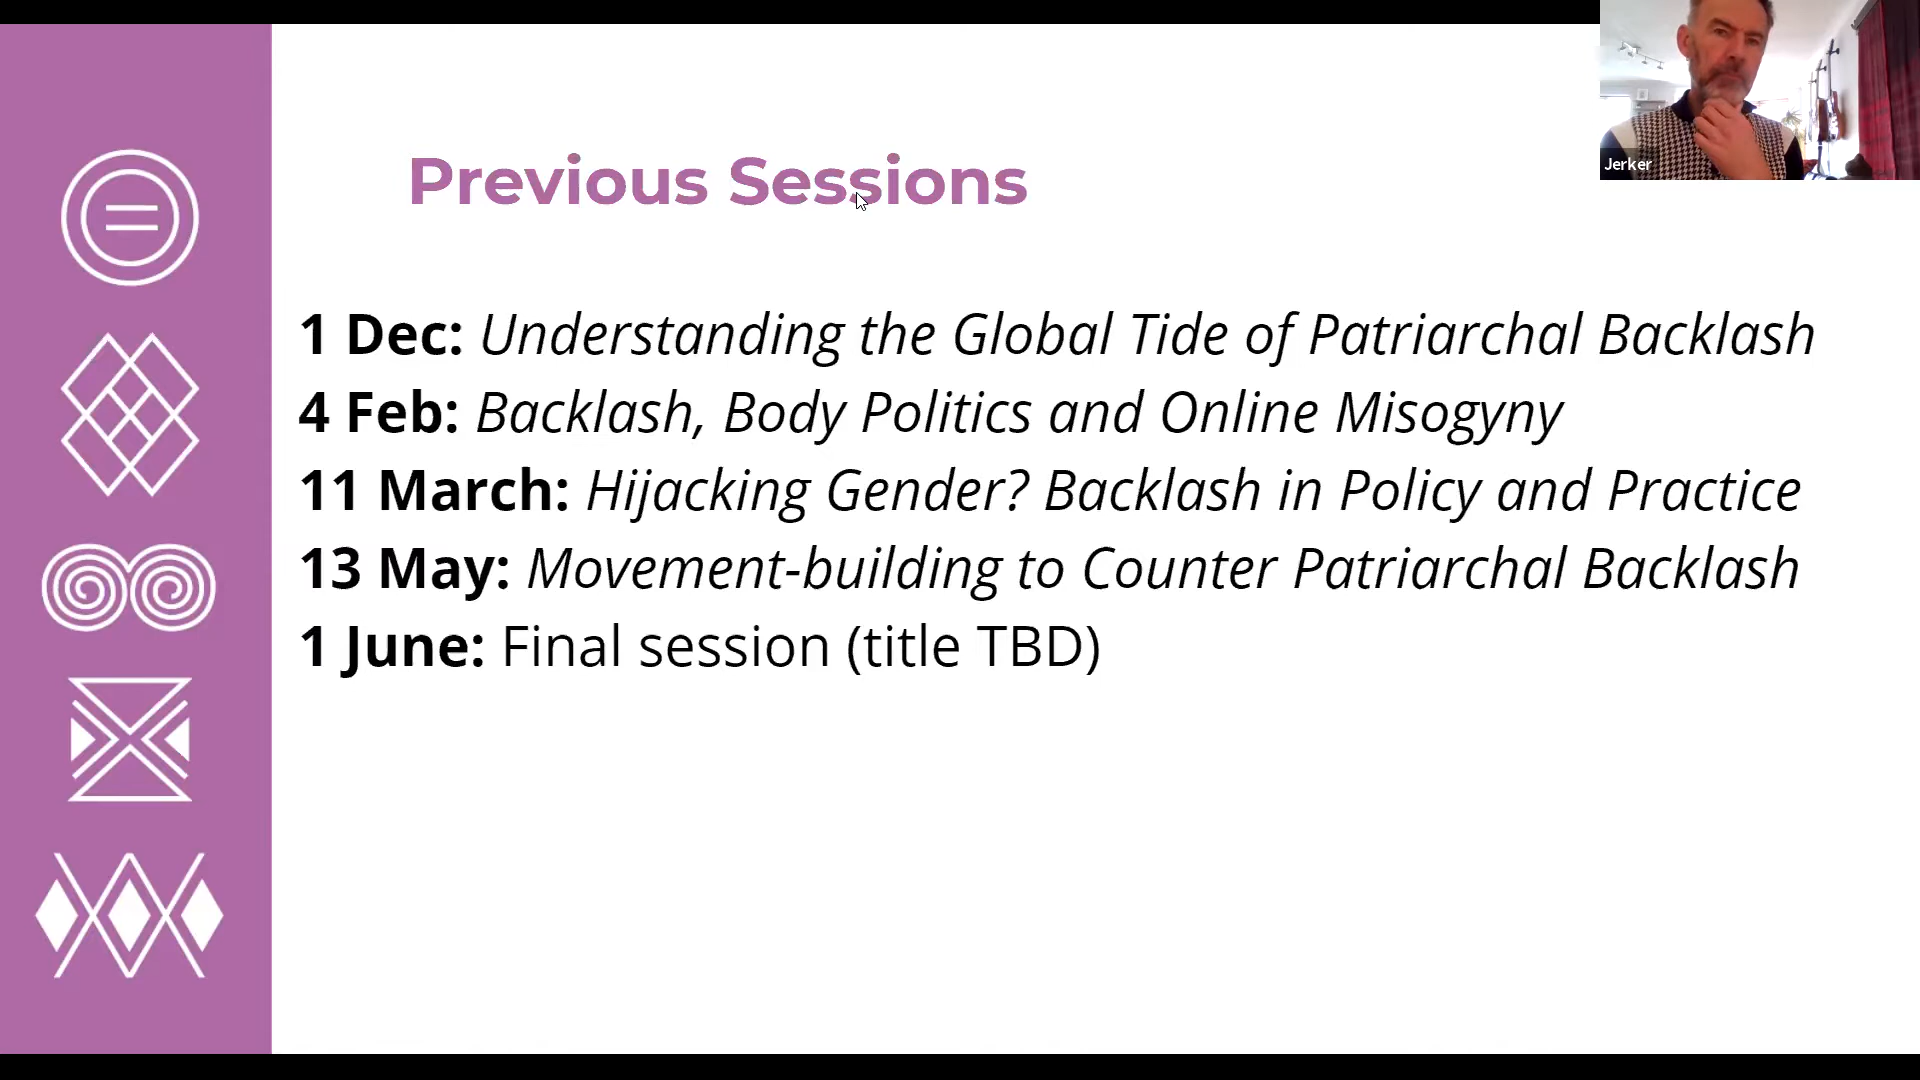 Previous Sessions
Jerker
1 Dec: Understanding the Global Tide of Patriarchal Backlash
4 Feb: Backlash, Body Politics and Online Misogyny
11 March: Hijacking Gender? Backlash in Policy and Practice
13 May: Movement-building to Counter Patriarchal Backlash
1 June: Final session (title TBD)